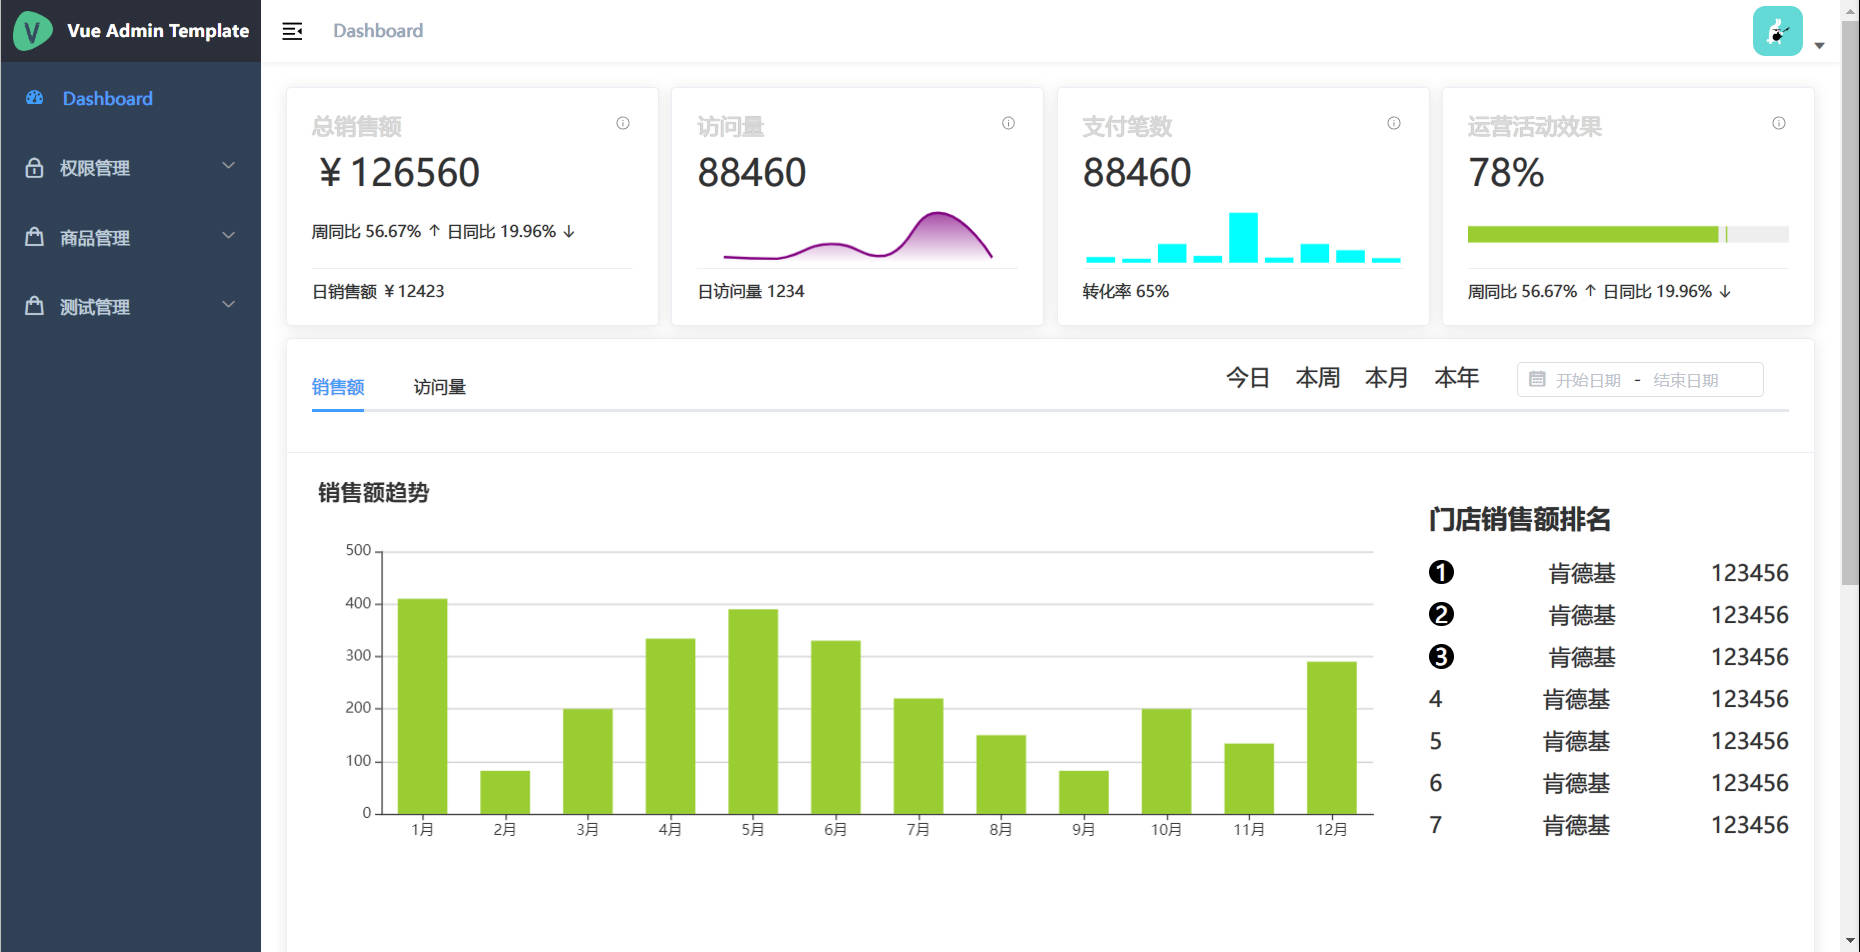 Vue Admin Template
Dashboard
Dashboard
权限管理
商品管理
测试管理
总销售额
￥126560
周同比 56.67% ↑ 日同比 19.96% ↓
日销售额 ￥12423
访问量
88460
日访问量 1234
支付笔数
88460
转化率 65%
运营活动效果
78%
周同比 56.67% ↑ 日同比 19.96% ↓
销售额 访问量
今日 本周 本月 本年 开始日期 - 结束日期
销售额趋势
500
400
300
200
100
0
1月 2月 3月 4月 5月 6月 7月 8月 9月 10月 11月 12月
门店销售额排名
1 肯德基 123456
2 肯德基 123456
3 肯德基 123456
4 肯德基 123456
5 肯德基 123456
6 肯德基 123456
7 肯德基 123456